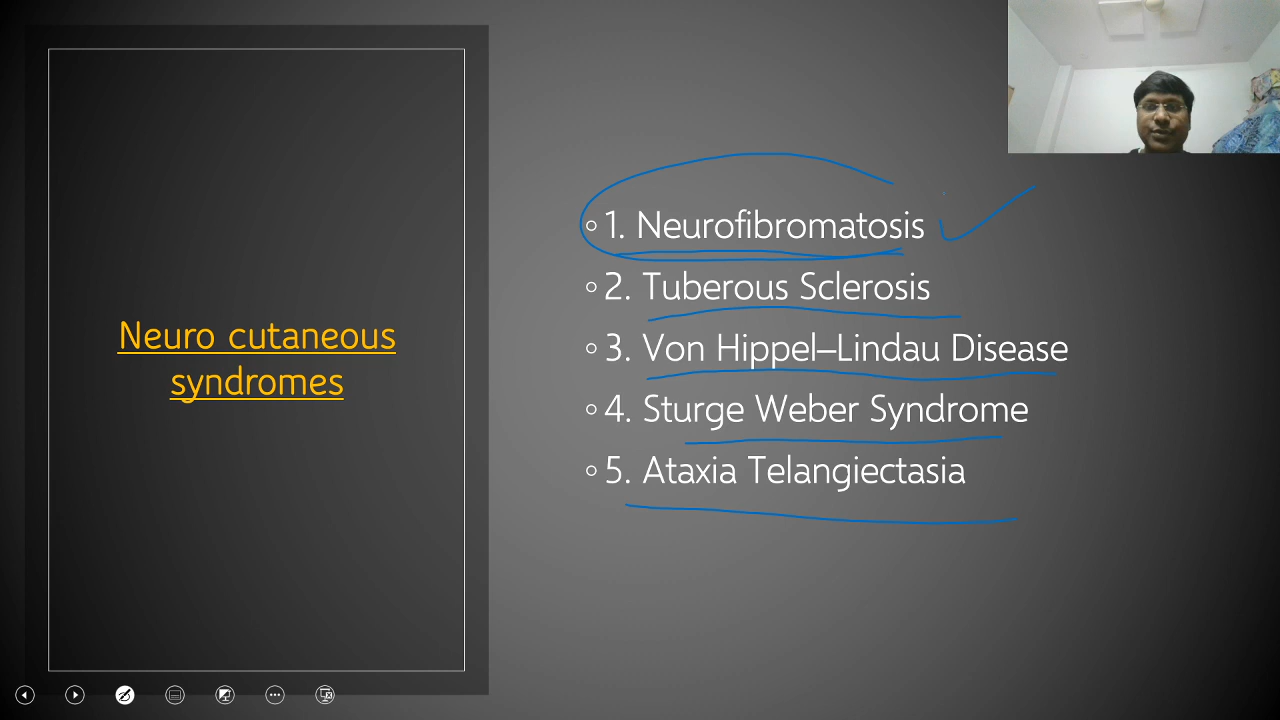 Neuro cutaneous
syndromes
1. Neurofibromatosis
2. Tuberous Sclerosis
3. Von Hippel–Lindau Disease
4. Sturge Weber Syndrome
5. Ataxia Telangiectasia